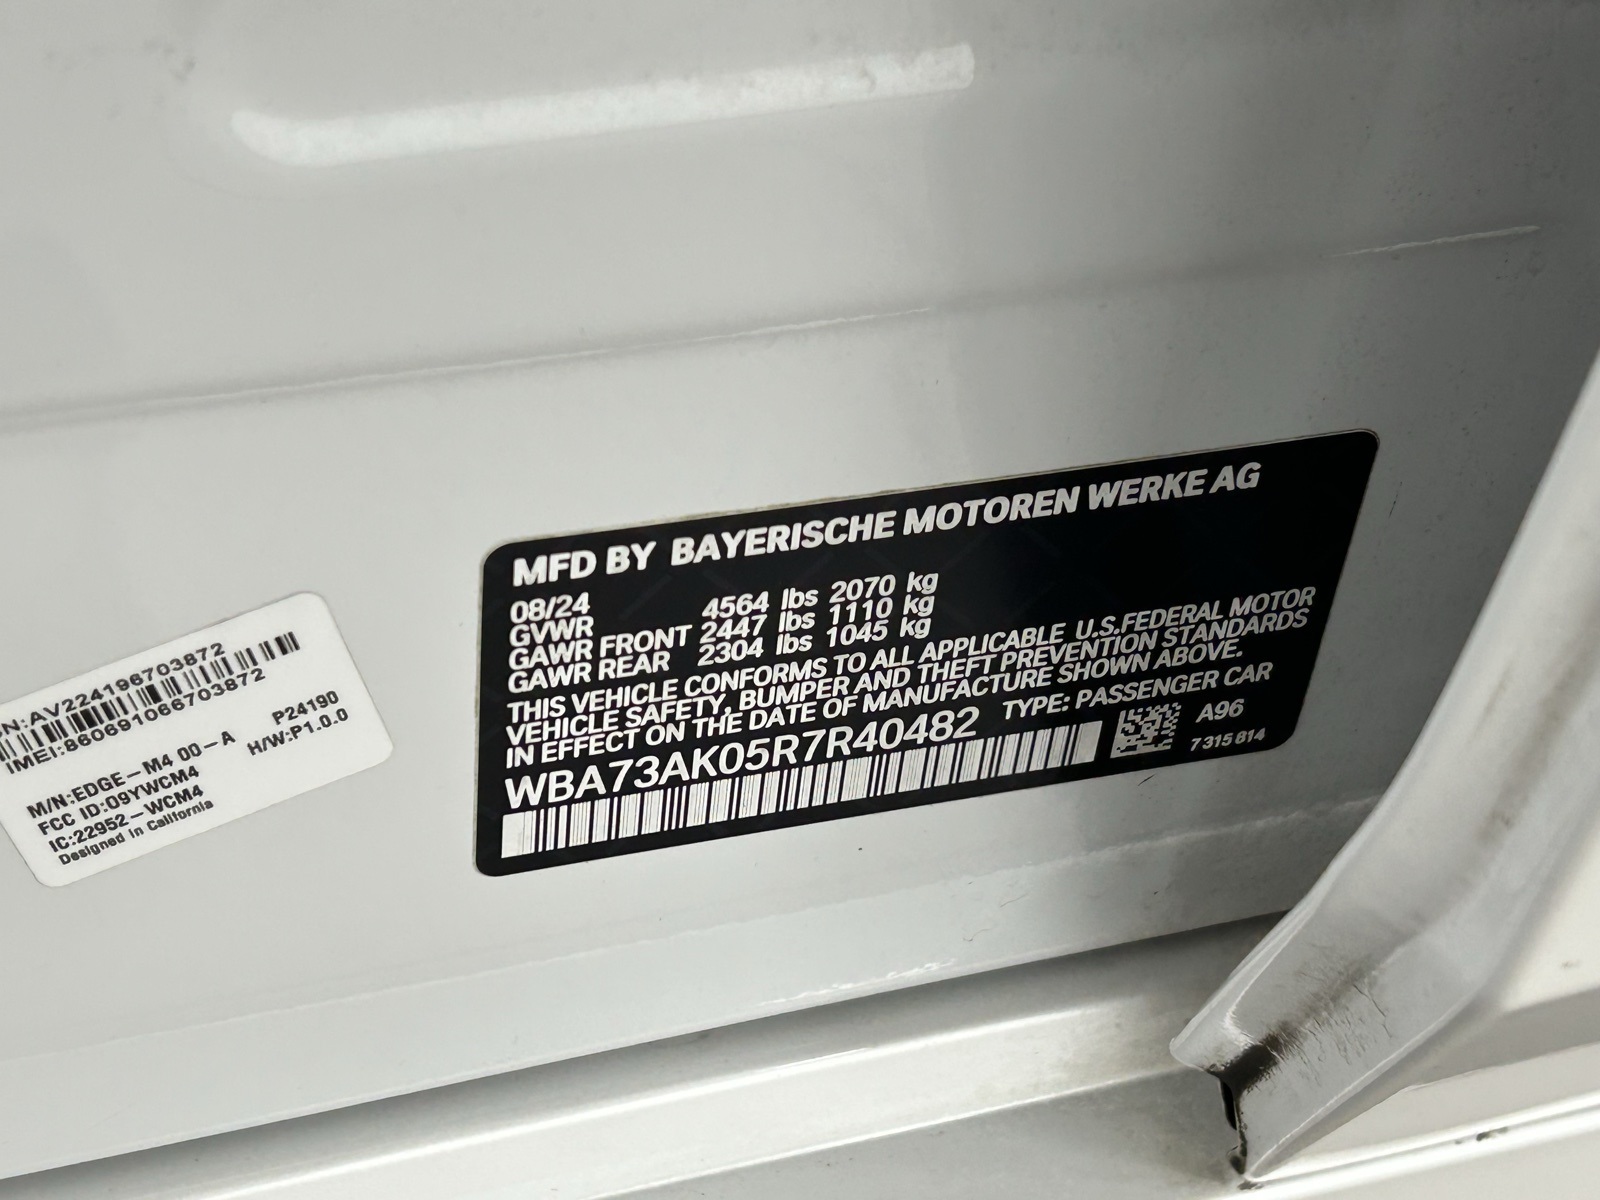 MFD BY BAYERISCHE MOTOREN WERKE AG
08/24
GVWR 4564 lbs 2070 kg
GAWR FRONT 2447 lbs 1110 kg
GAWR REAR 2304 lbs 1045 kg
THIS VEHICLE CONFORMS TO ALL APPLICABLE U.S.FEDERAL MOTOR
VEHICLE SAFETY, BUMPER AND THEFT PREVENTION STANDARDS
IN EFFECT ON THE DATE OF MANUFACTURE SHOWN ABOVE.
TYPE: PASSENGER CAR
WBA73AK05R7R40482
A96
7 315 814
N:AV224196703872
IMEI:860691066703872
P24190
H/W:P1.0.0
M/N:EDGE-M4 00-A
FCC ID:O9YWCM4
IC:22952-WCM4
Designed in California